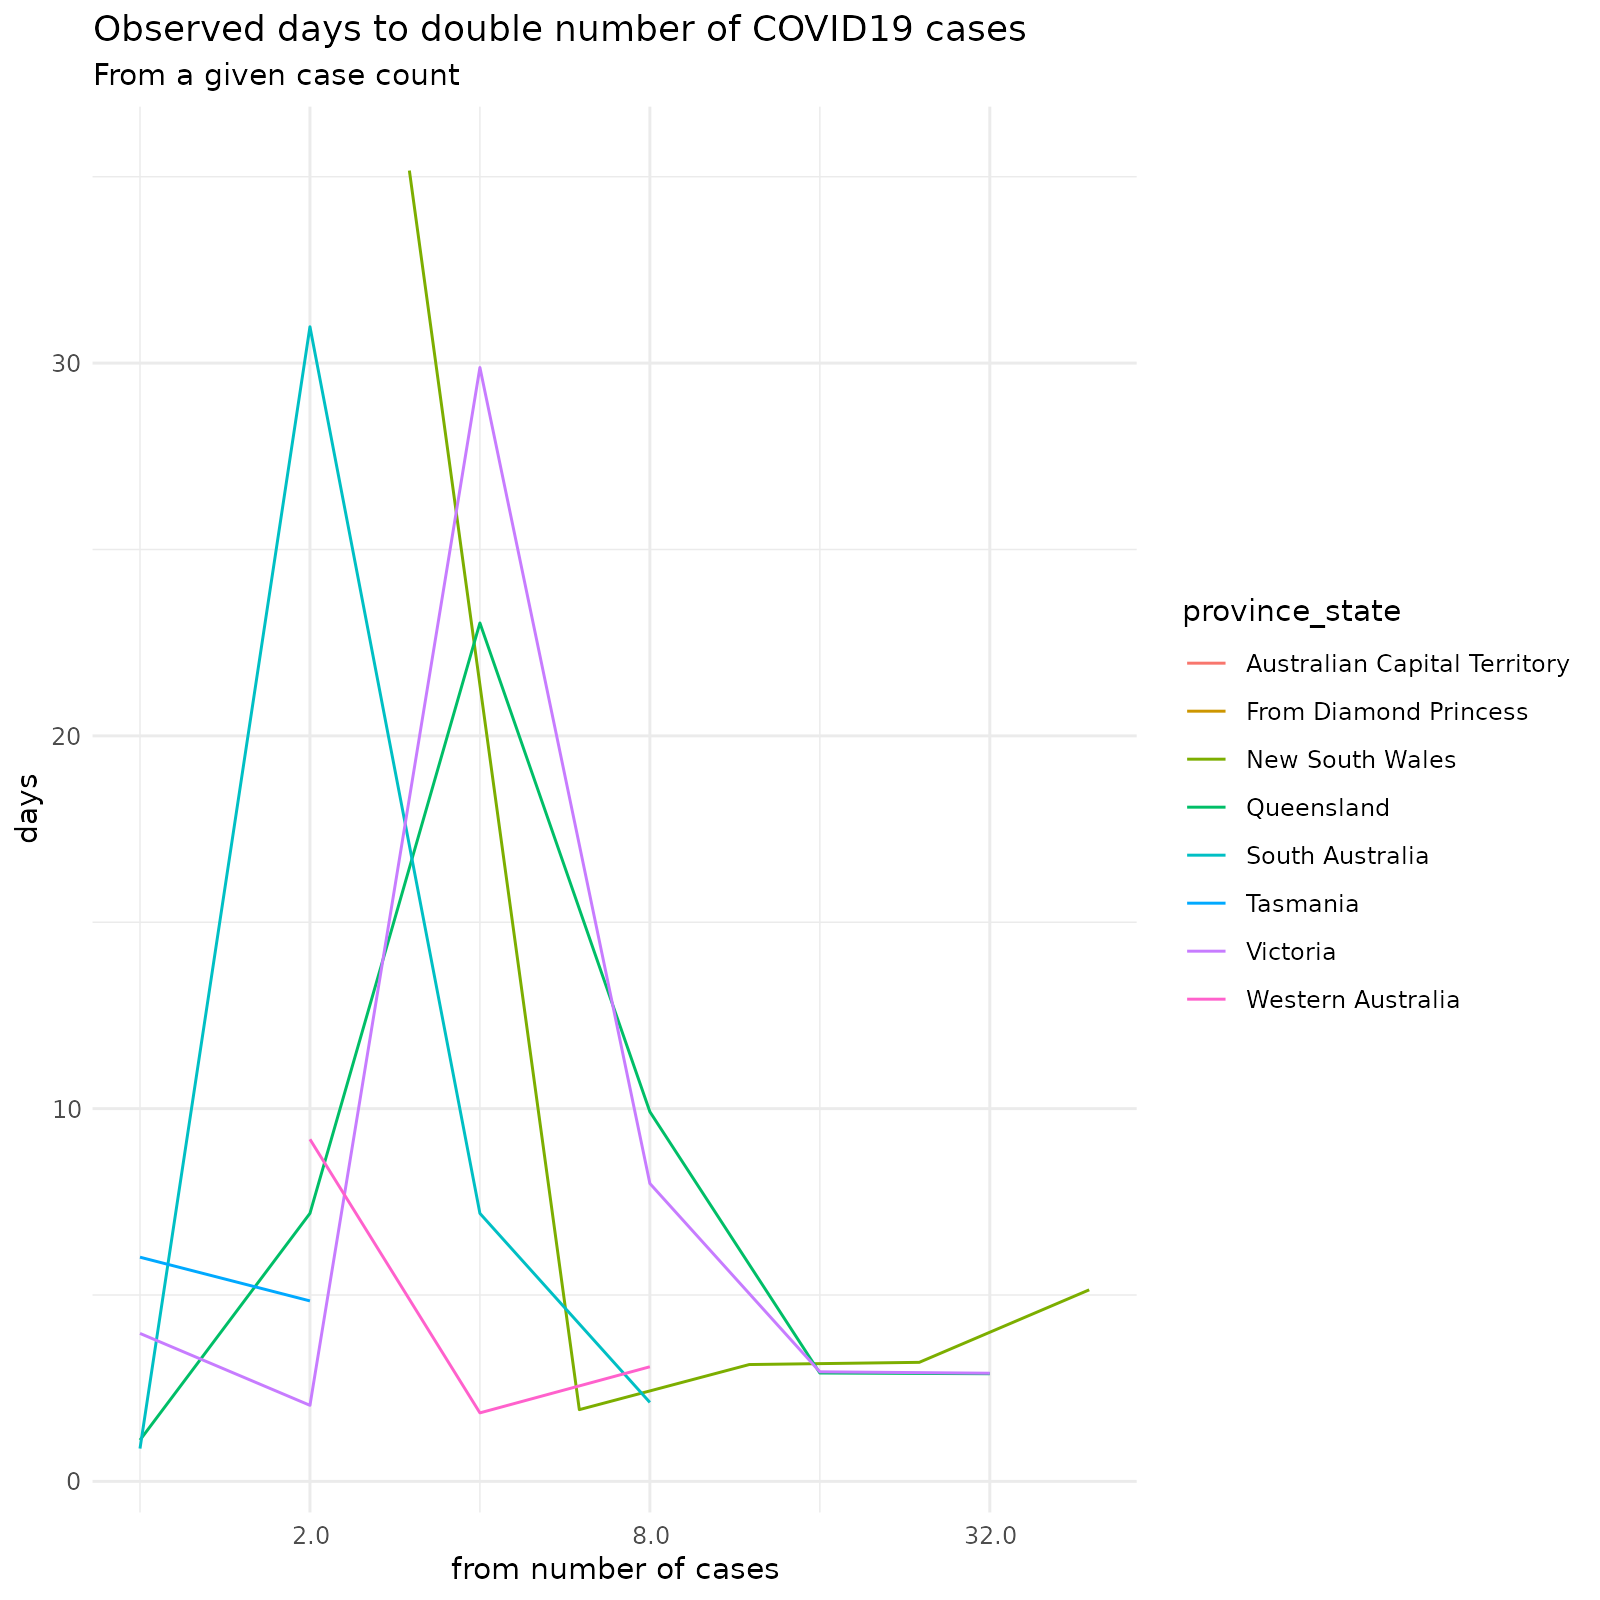 Observed days to double number of COVID19 cases
From a given case count
30
20
10
0
days
2.0 8.0 32.0
from number of cases
province_state
Australian Capital Territory
From Diamond Princess
New South Wales
Queensland
South Australia
Tasmania
Victoria
Western Australia